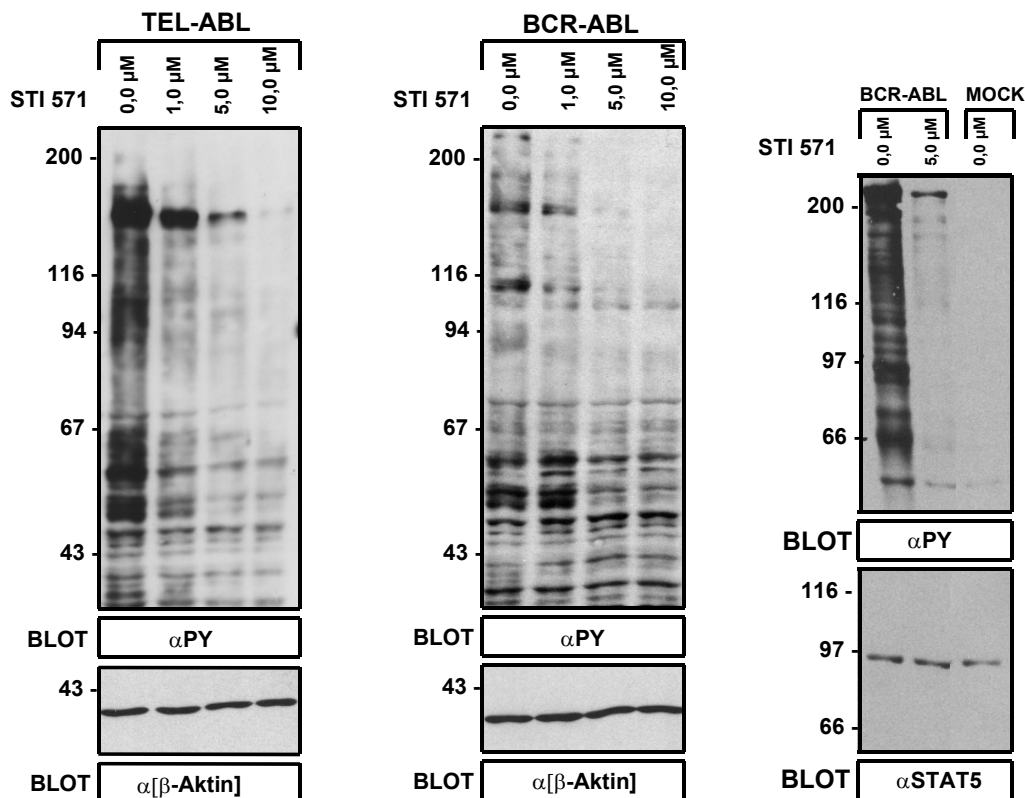 TEL-ABL
STI 571 0,0 µM 1,0 µM 5,0 µM 10,0 µM
200 -
116 -
94 -
67 -
43 -
BLOT αPY
43 -
BLOT α[β-Aktin]
BCR-ABL
STI 571 0,0 µM 1,0 µM 5,0 µM 10,0 µM
200 -
116 -
94 -
67 -
43 -
BLOT αPY
43 -
BLOT α[β-Aktin]
BCR-ABL MOCK
STI 571 0,0 µM 5,0 µM 0,0 µM
200 -
116 -
97 -
66 -
BLOT αPY
116 -
97 -
66 -
BLOT αSTAT5